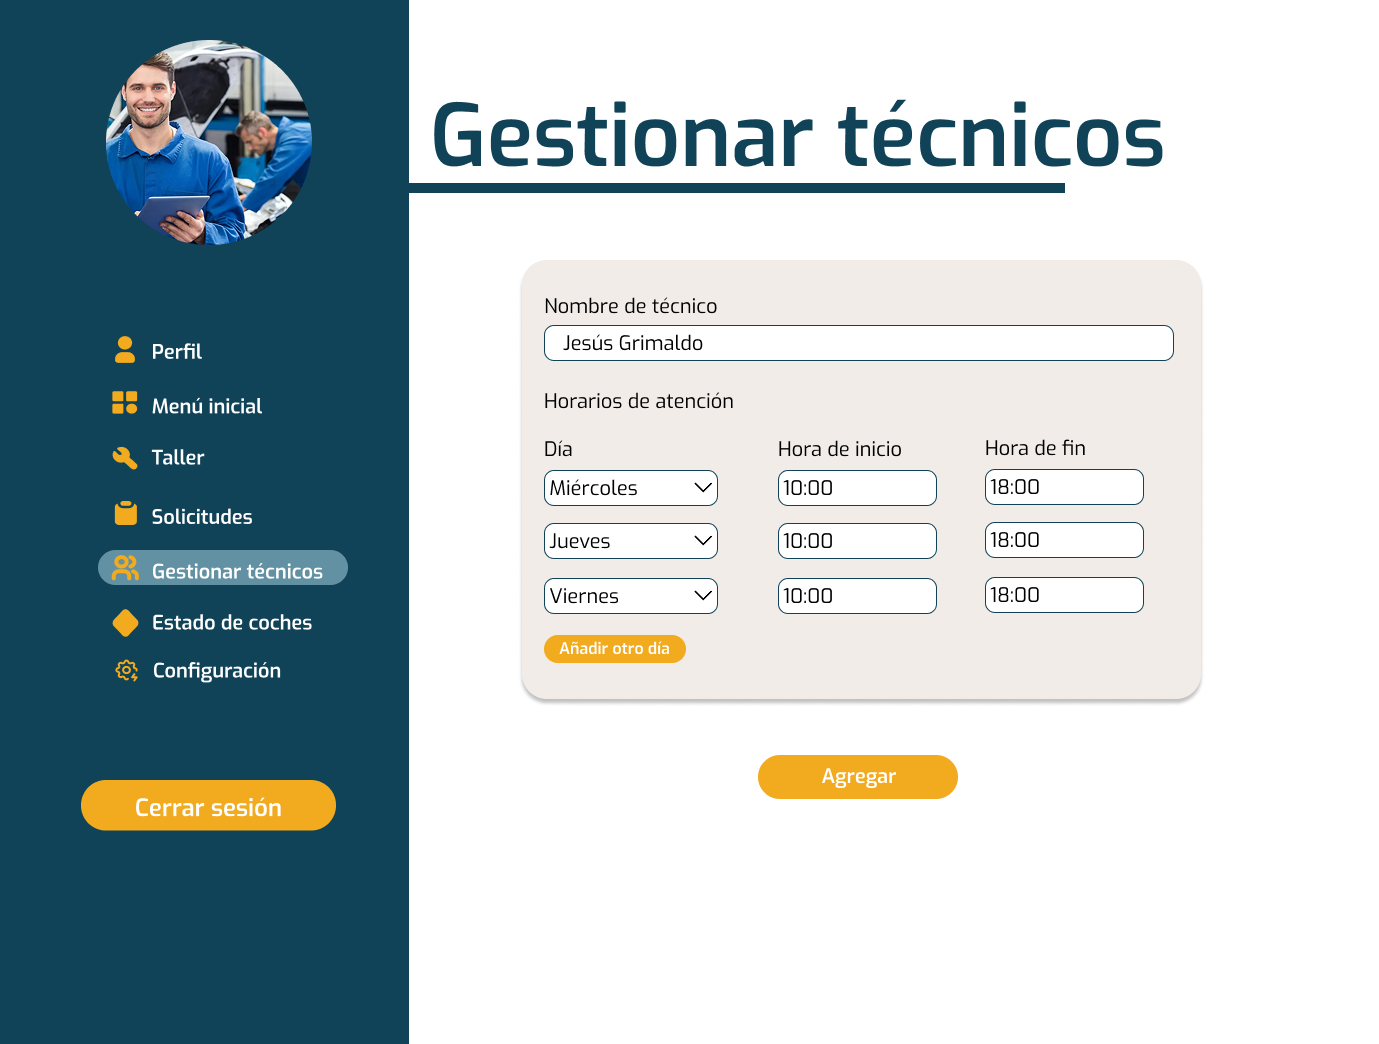 Gestionar técnicos
Perfil
Menú inicial
Taller
Solicitudes
Gestionar técnicos
Estado de coches
Configuración
Cerrar sesión
Nombre de técnico
Jesús Grimaldo
Horarios de atención
Día Hora de inicio Hora de fin
Miércoles 10:00 18:00
Jueves 10:00 18:00
Viernes 10:00 18:00
Añadir otro día
Agregar